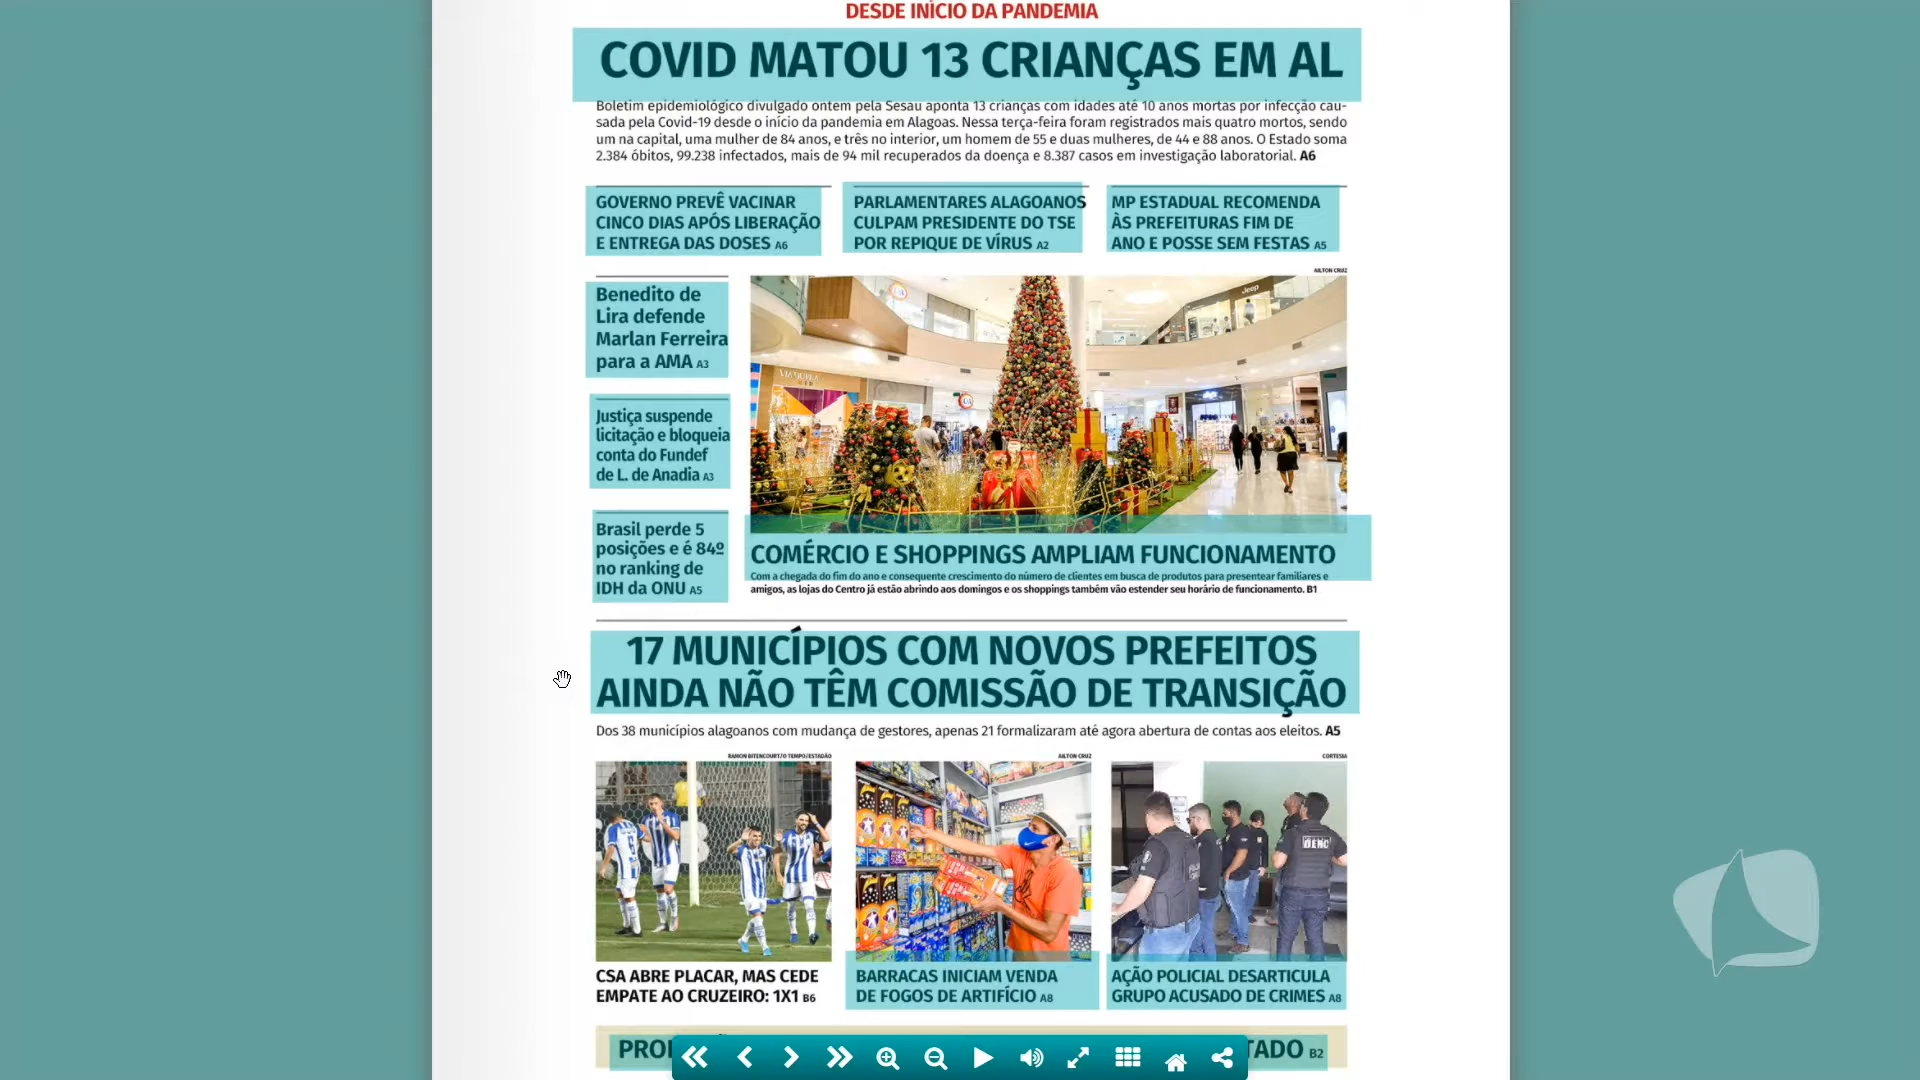 DESDE INÍCIO DA PANDEMIA
COVID MATOU 13 CRIANÇAS EM AL
Boletim epidemiológico divulgado ontem pela Sesau aponta 13 crianças com idades até 10 anos mortas por infecção cau-
sada pela Covid-19 desde o início da pandemia em Alagoas. Nessa terça-feira foram registrados mais quatro mortos, sendo
um na capital, uma mulher de 84 anos, e três no interior, um homem de 55 e duas mulheres, de 44 e 88 anos. O Estado soma
2.384 óbitos, 99.238 infectados, mais de 94 mil recuperados da doença e 8.387 casos em investigação laboratorial. A6
GOVERNO PREVÊ VACINAR
CINCO DIAS APÓS LIBERAÇÃO
E ENTREGA DAS DOSES A6
PARLAMENTARES ALAGOANOS
CULPAM PRESIDENTE DO TSE
POR REPIQUE DE VÍRUS A2
MP ESTADUAL RECOMENDA
ÀS PREFEITURAS FIM DE
ANO E POSSE SEM FESTAS A5
Benedito de
Lira defende
Marlan Ferreira
para a AMA A3
Justiça suspende
licitação e bloqueia
conta do Fundef
de L. de Anadia A3
Brasil perde 5
posições e é 84º
no ranking de
IDH da ONU A5
AILTON CRUZ
Jeep
COMÉRCIO E SHOPPINGS AMPLIAM FUNCIONAMENTO
Com a chegada do fim do ano e consequente crescimento do número de clientes em busca de produtos para presentear familiares e
amigos, as lojas do Centro já estão abrindo aos domingos e os shoppings também vão estender seu horário de funcionamento. B1
17 MUNICÍPIOS COM NOVOS PREFEITOS
AINDA NÃO TÊM COMISSÃO DE TRANSIÇÃO
Dos 38 municípios alagoanos com mudança de gestores, apenas 21 formalizaram até agora abertura de contas aos eleitos. A5
RAMON BITENCOURT/O TEMPO/ESTADÃO
CSA ABRE PLACAR, MAS CEDE
EMPATE AO CRUZEIRO: 1X1 B6
AILTON CRUZ
BARRACAS INICIAM VENDA
DE FOGOS DE ARTIFÍCIO A8
CORTESIA
AÇÃO POLICIAL DESARTICULA
GRUPO ACUSADO DE CRIMES A8
TADO B2